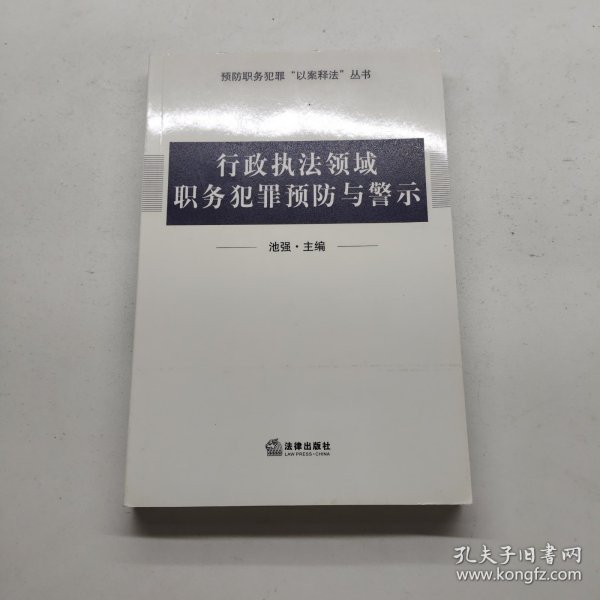 预防职务犯罪“以案释法”丛书
行政执法领域
职务犯罪预防与警示
池强·主编
法律出版社
LAW PRESS·CHINA
孔夫子旧书网
www.kongfz.com